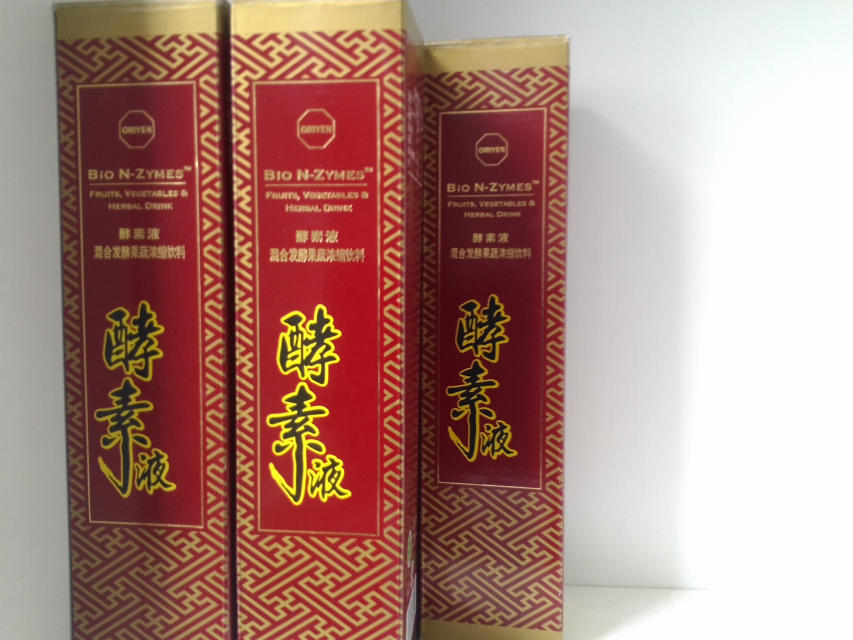 ORIYEN
BIO N-ZYMES™
FRUITS, VEGETABLES &
HERBAL DRINK
酵素液
混合发酵果蔬浓缩饮料
酵素液
ORIYEN
BIO N-ZYMES™
FRUITS, VEGETABLES &
HERBAL DRINK
酵素液
混合发酵果蔬浓缩饮料
酵素液
ORIYEN
BIO N-ZYMES™
FRUITS, VEGETABLES &
HERBAL DRINK
酵素液
混合发酵果蔬浓缩饮料
酵素液